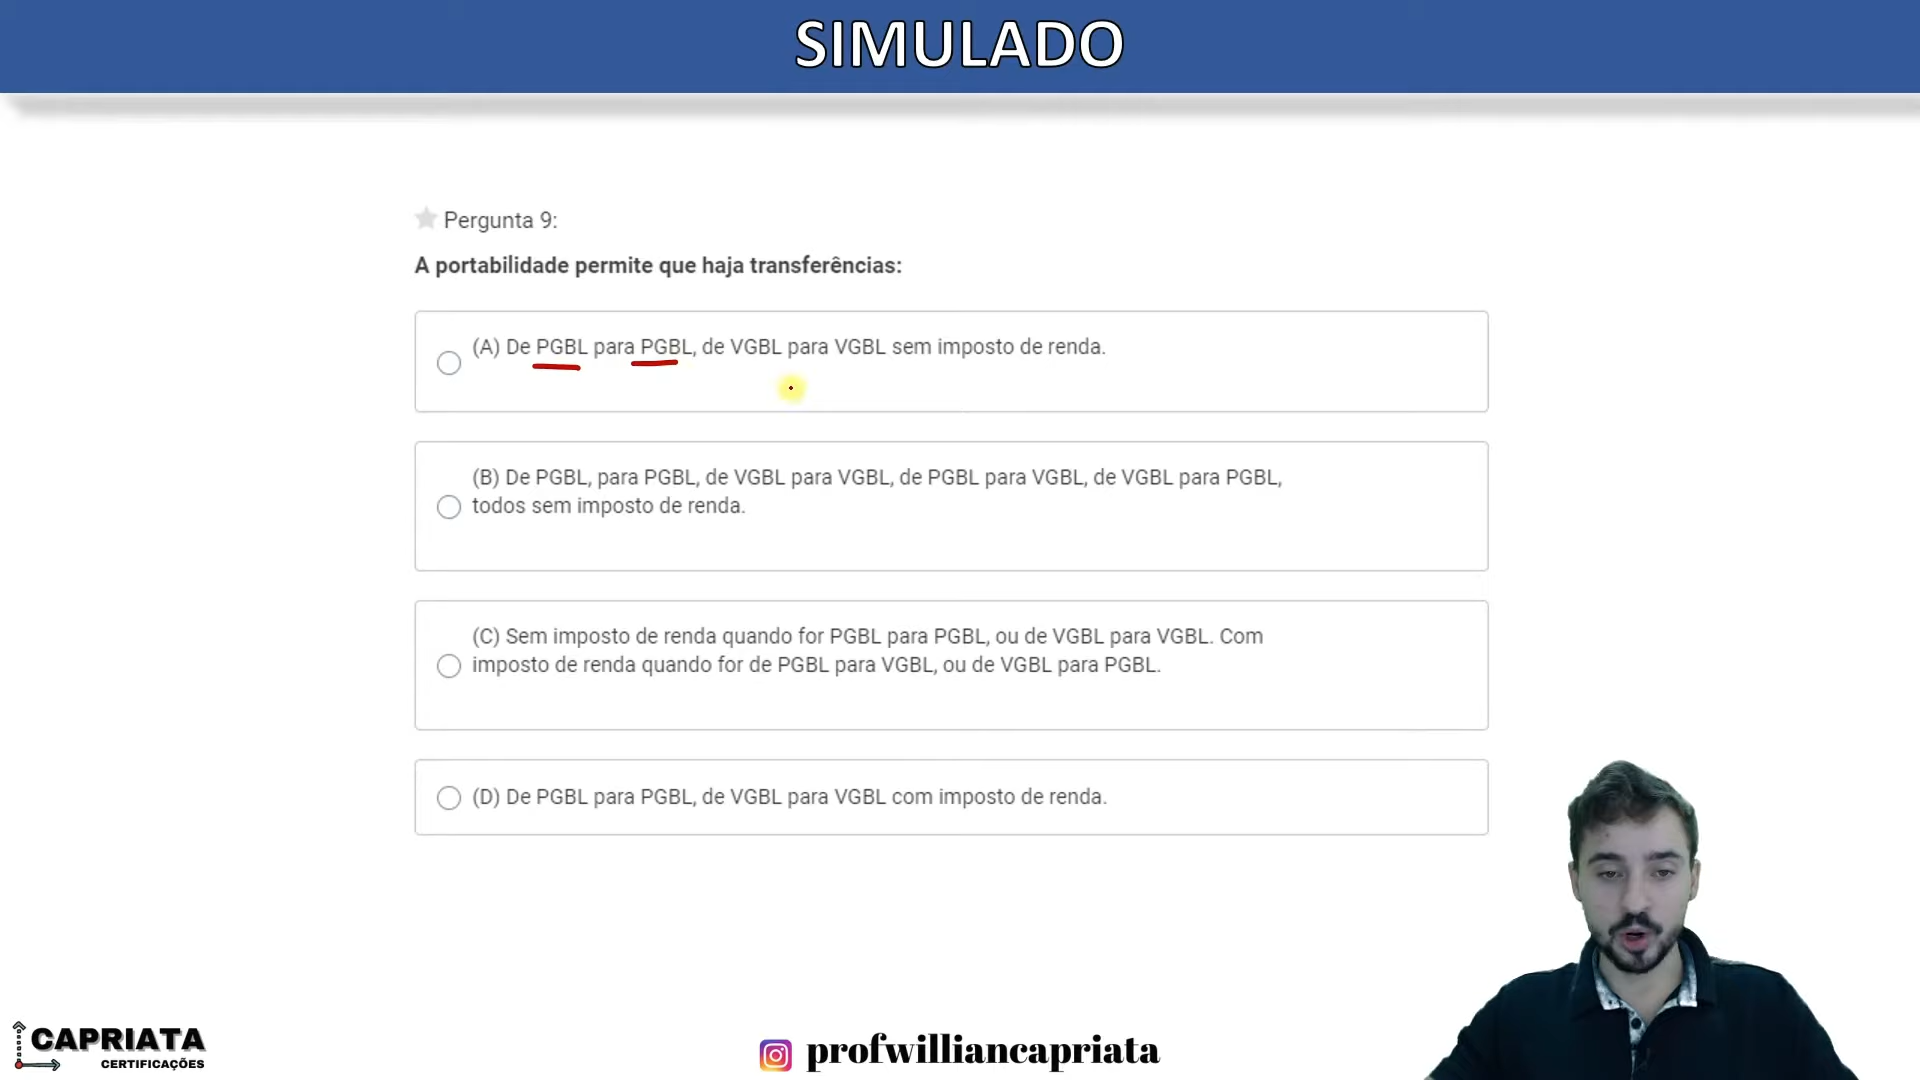 SIMULADO
Pergunta 9:
A portabilidade permite que haja transferências:
(A) De PGBL para PGBL, de VGBL para VGBL sem imposto de renda.
(B) De PGBL, para PGBL, de VGBL para VGBL, de PGBL para VGBL, de VGBL para PGBL,
todos sem imposto de renda.
(C) Sem imposto de renda quando for PGBL para PGBL, ou de VGBL para VGBL. Com
imposto de renda quando for de PGBL para VGBL, ou de VGBL para PGBL.
(D) De PGBL para PGBL, de VGBL para VGBL com imposto de renda.
CAPRIATA
CERTIFICAÇÕES
profwilliancapriata